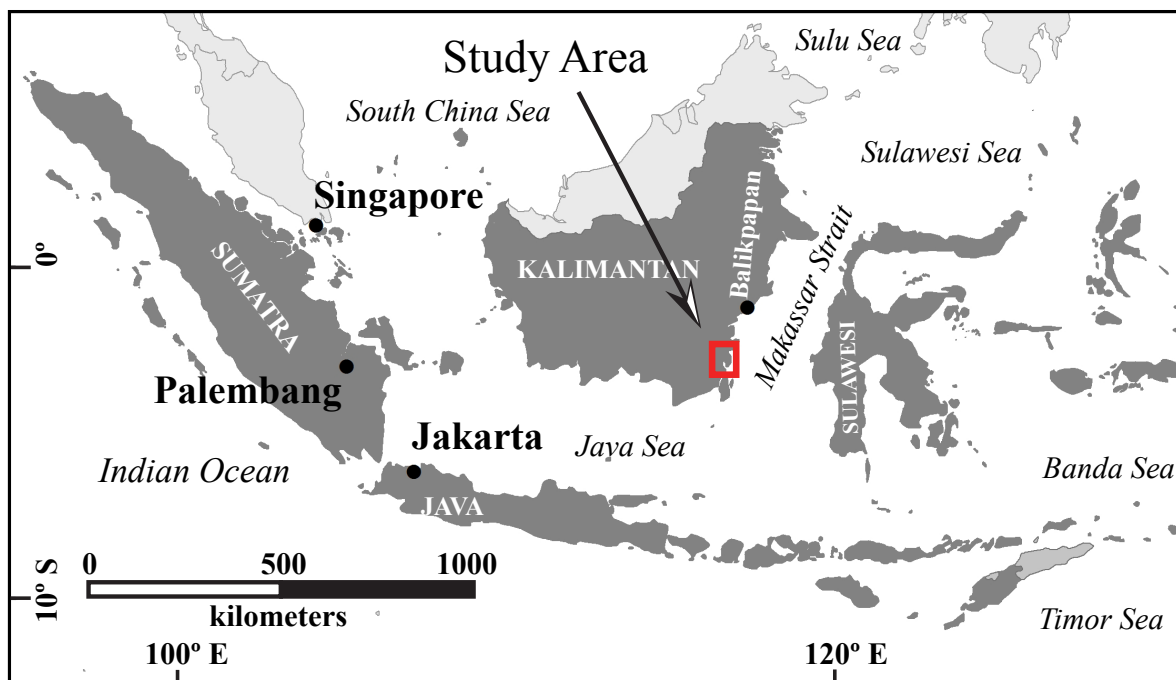 Sulu Sea
Study Area
South China Sea
Sulawesi Sea
Singapore
Balikpapan
0º
KALIMANTAN
SUMATRA
Makassar Strait
SULAWESI
Palembang
Jakarta
Java Sea
Indian Ocean
Banda Sea
JAVA
0 500 1000
kilometers
10º S
Timor Sea
100º E
120º E